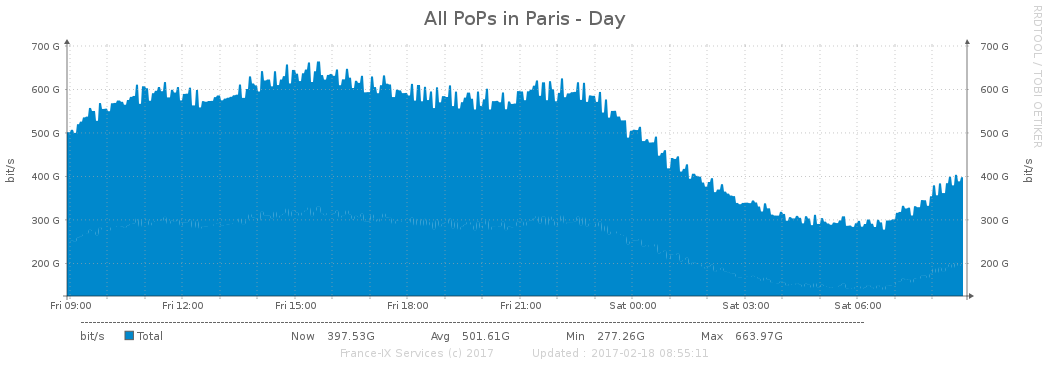 All PoPs in Paris - Day
RRDTOOL / TOBI OETIKER
700 G 700 G
600 G 600 G
500 G 500 G
400 G 400 G
300 G 300 G
200 G 200 G
bit/s bit/s
Fri 09:00 Fri 12:00 Fri 15:00 Fri 18:00 Fri 21:00 Sat 00:00 Sat 03:00 Sat 06:00
bit/s Total Now 397.53G Avg 501.61G Min 277.26G Max 663.97G
France-IX Services (c) 2017 Updated : 2017-02-18 08:55:11